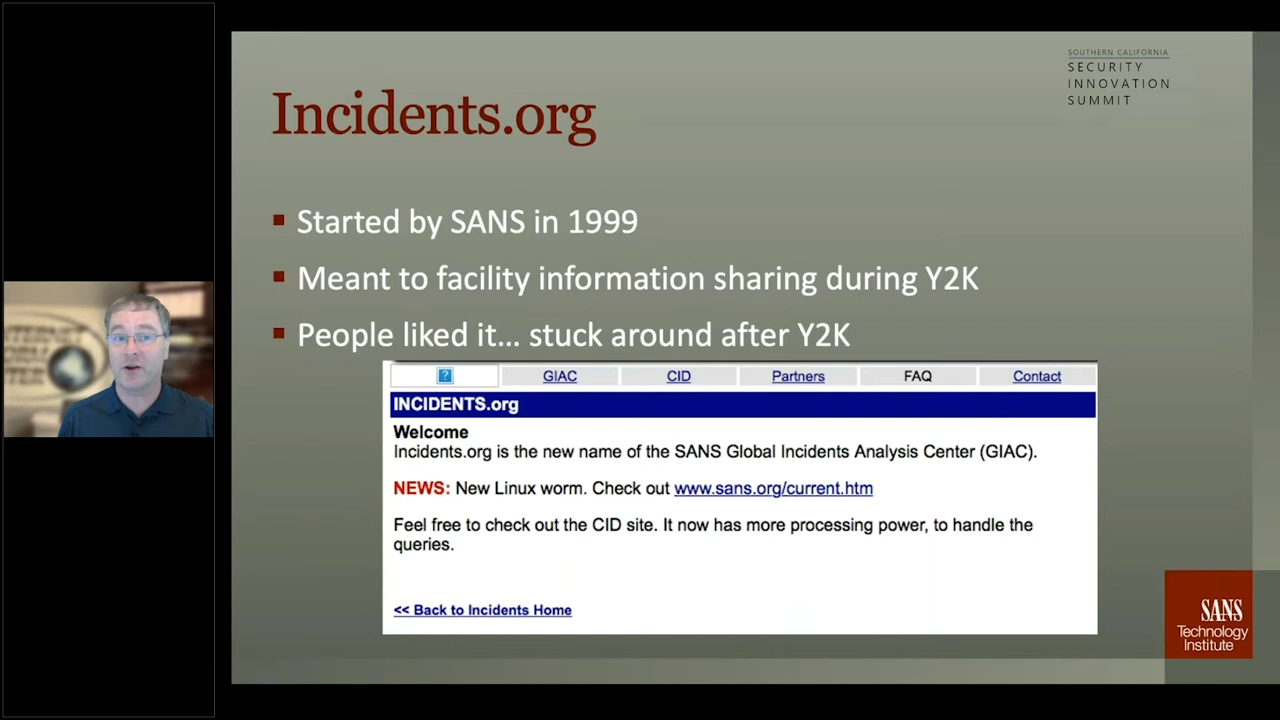 SOUTHERN CALIFORNIA
SECURITY
INNOVATION
SUMMIT
Incidents.org
Started by SANS in 1999
Meant to facility information sharing during Y2K
People liked it... stuck around after Y2K
? GIAC CID Partners FAQ Contact
INCIDENTS.org
Welcome
Incidents.org is the new name of the SANS Global Incidents Analysis Center (GIAC).
NEWS: New Linux worm. Check out www.sans.org/current.htm
Feel free to check out the CID site. It now has more processing power, to handle the
queries.
<< Back to Incidents Home
SANS
Technology
Institute